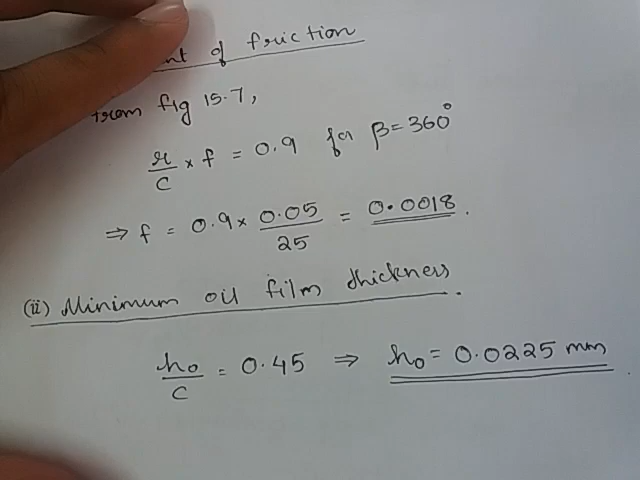 of friction
From fig 15.7,
r/c × f = 0.9 for β = 360°
⇒ f = 0.9 × 0.05/25 = 0.0018.
(ii) Minimum oil film thickness.
h₀/c = 0.45 ⇒ h₀ = 0.0225 mm.